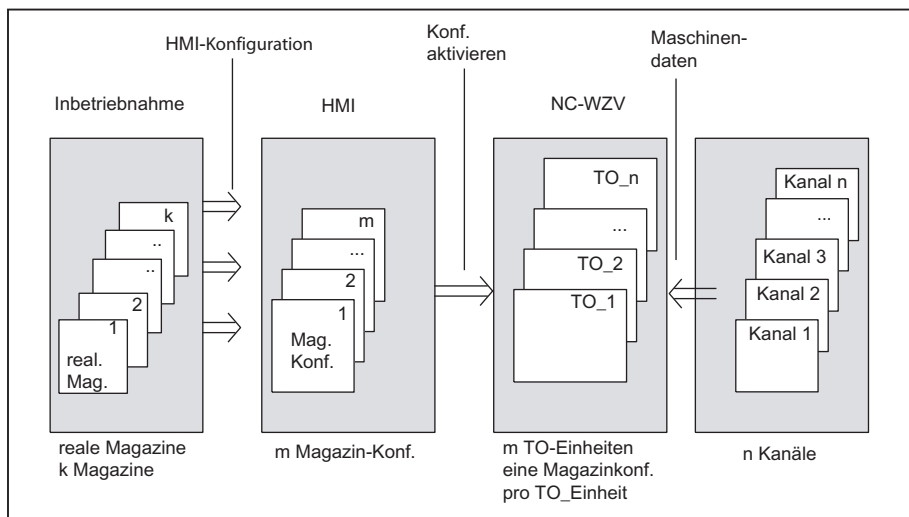 HMI-Konfiguration
Konf.
aktivieren
Maschinen-
daten
Inbetriebnahme
HMI
NC-WZV
k
..
..
2
1
real.
Mag.
m
...
2
1
Mag.
Konf.
TO_n
...
TO_2
TO_1
Kanal n
...
Kanal 3
Kanal 2
Kanal 1
reale Magazine
k Magazine
m Magazin-Konf.
m TO-Einheiten
eine Magazinkonf.
pro TO_Einheit
n Kanäle